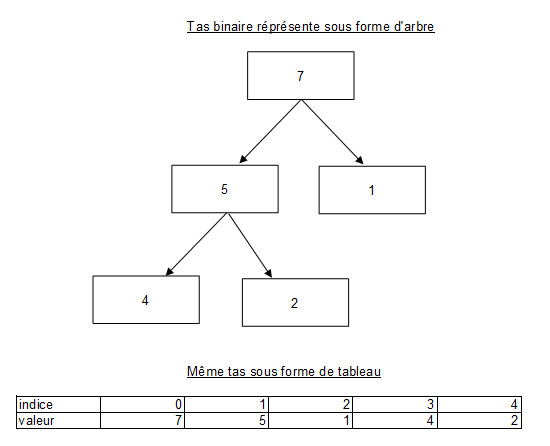 Tas binaire réprésente sous forme d'arbre
7
5 1
4 2
Même tas sous forme de tableau
indice 0 1 2 3 4
valeur 7 5 1 4 2